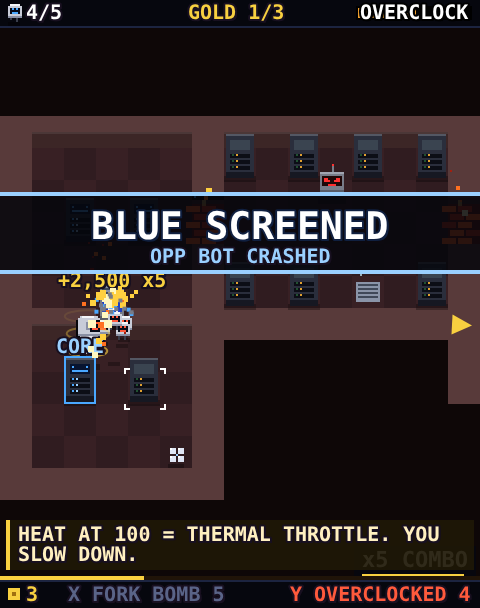 4/5 GOLD 1/3 OVERCLOCK
BLUE SCREENED
OPP BOT CRASHED
+2,500 x5
CORE
HEAT AT 100 = THERMAL THROTTLE. YOU
SLOW DOWN.
x5 COMBO
3 X FORK BOMB 5 Y OVERCLOCKED 4